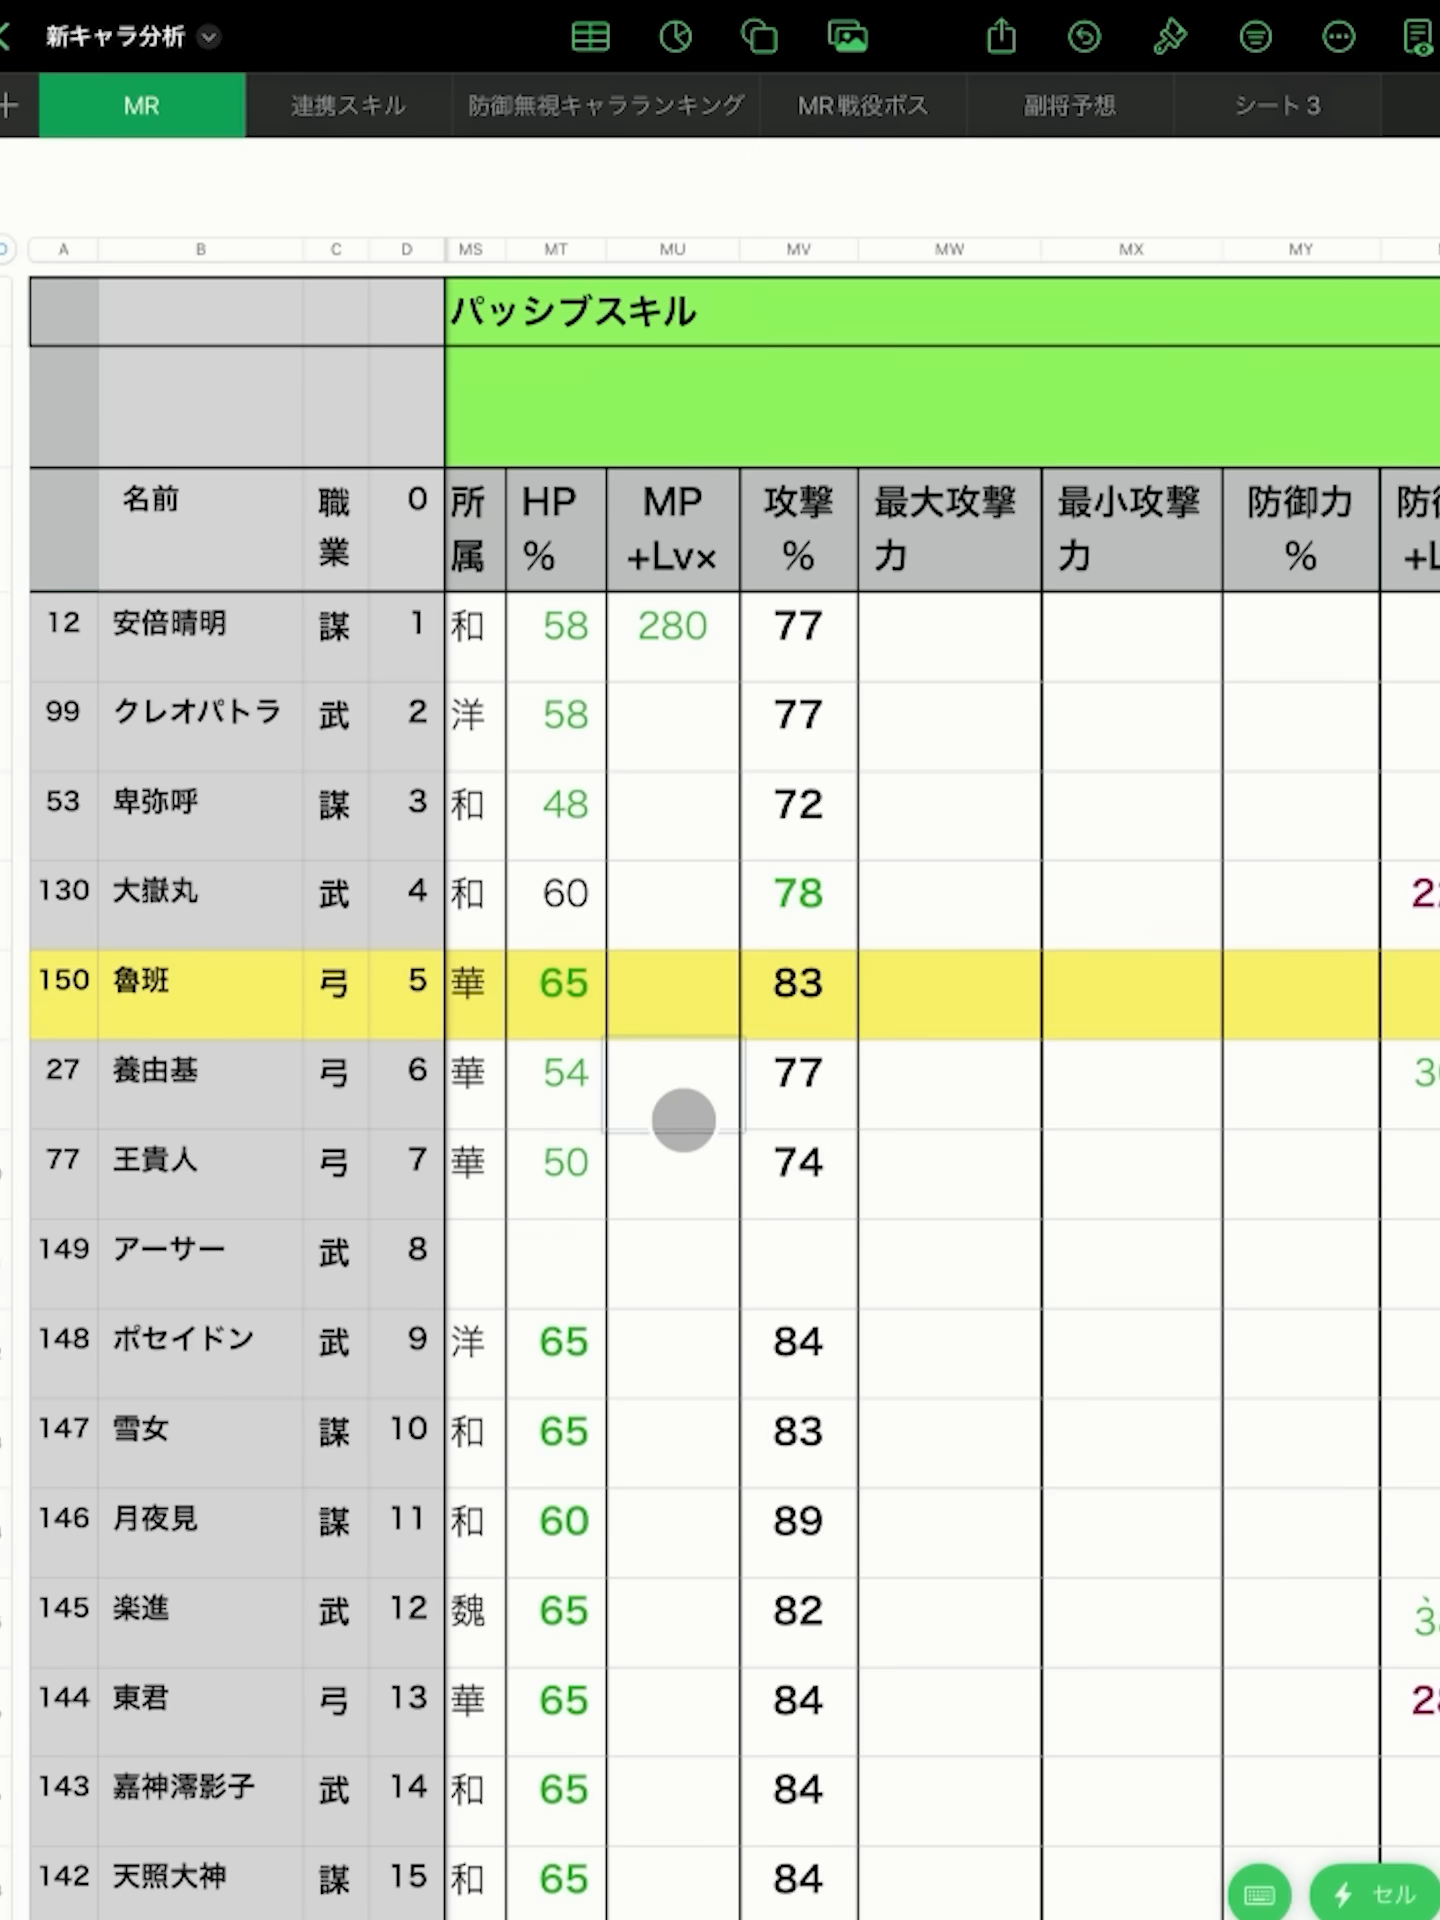 新キャラ分析
MR 連携スキル 防御無視キャラランキング MR戦役ボス 副将予想 シート 3
A B C D MS MT MU MV MW MX MY
パッシブスキル
名前 職業 0 所属 HP % MP +Lv× 攻撃 % 最大攻撃力 最小攻撃力 防御力 %
12 安倍晴明 謀 1 和 58 280 77
99 クレオパトラ 武 2 洋 58 77
53 卑弥呼 謀 3 和 48 72
130 大嶽丸 武 4 和 60 78
150 魯班 弓 5 華 65 83
27 養由基 弓 6 華 54 77
77 王貴人 弓 7 華 50 74
149 アーサー 武 8
148 ポセイドン 武 9 洋 65 84
147 雪女 謀 10 和 65 83
146 月夜見 謀 11 和 60 89
145 楽進 武 12 魏 65 82
144 東君 弓 13 華 65 84
143 嘉神澪影子 武 14 和 65 84
142 天照大神 謀 15 和 65 84
セル